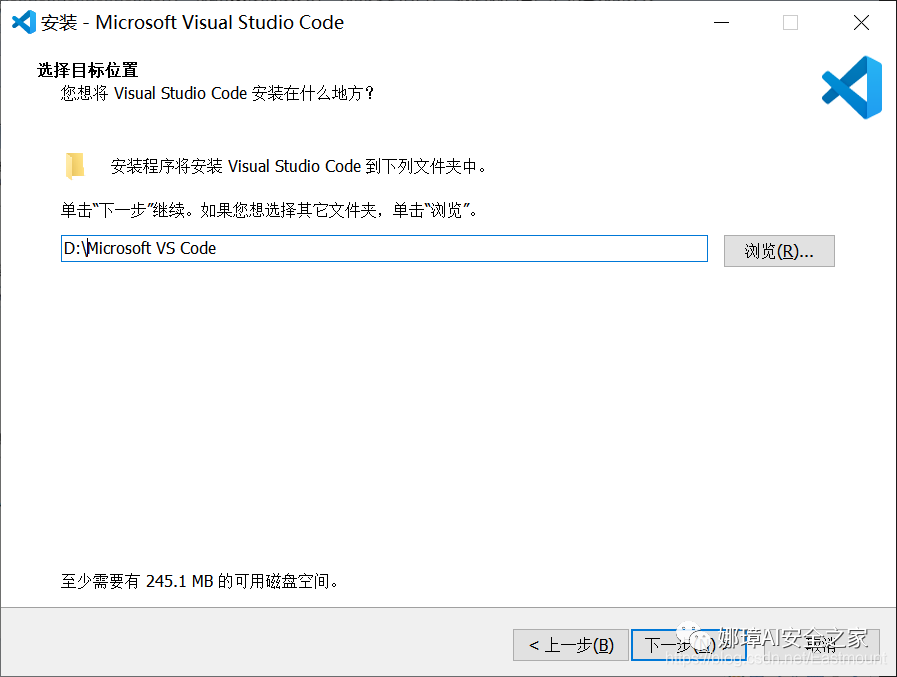 安装 - Microsoft Visual Studio Code
选择目标位置
您想将 Visual Studio Code 安装在什么地方？
安装程序将安装 Visual Studio Code 到下列文件夹中。
单击“下一步”继续。如果您想选择其它文件夹，单击“浏览”。
D:\Microsoft VS Code
浏览(R)...
至少需要有 245.1 MB 的可用磁盘空间。
< 上一步(B)
下一步(N) >
取消
娜璋AI安全之家
https://blog.csdn.net/Eastmount